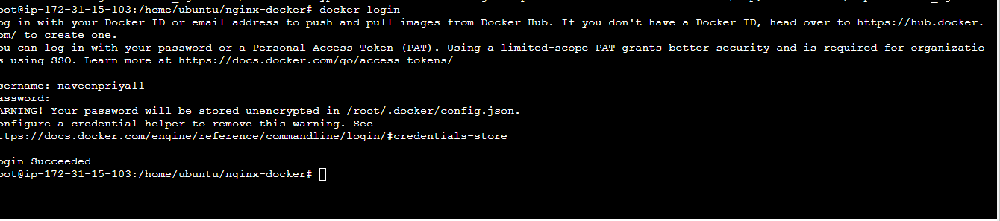 oot@ip-172-31-15-103:/home/ubuntu/nginx-docker# docker login
og in with your Docker ID or email address to push and pull images from Docker Hub. If you don't have a Docker ID, head over to https://hub.docker.
om/ to create one.
ou can log in with your password or a Personal Access Token (PAT). Using a limited-scope PAT grants better security and is required for organizatio
s using SSO. Learn more at https://docs.docker.com/go/access-tokens/
sername: naveenpriya11
assword:
ARNING! Your password will be stored unencrypted in /root/.docker/config.json.
onfigure a credential helper to remove this warning. See
ttps://docs.docker.com/engine/reference/commandline/login/#credentials-store
ogin Succeeded
oot@ip-172-31-15-103:/home/ubuntu/nginx-docker#